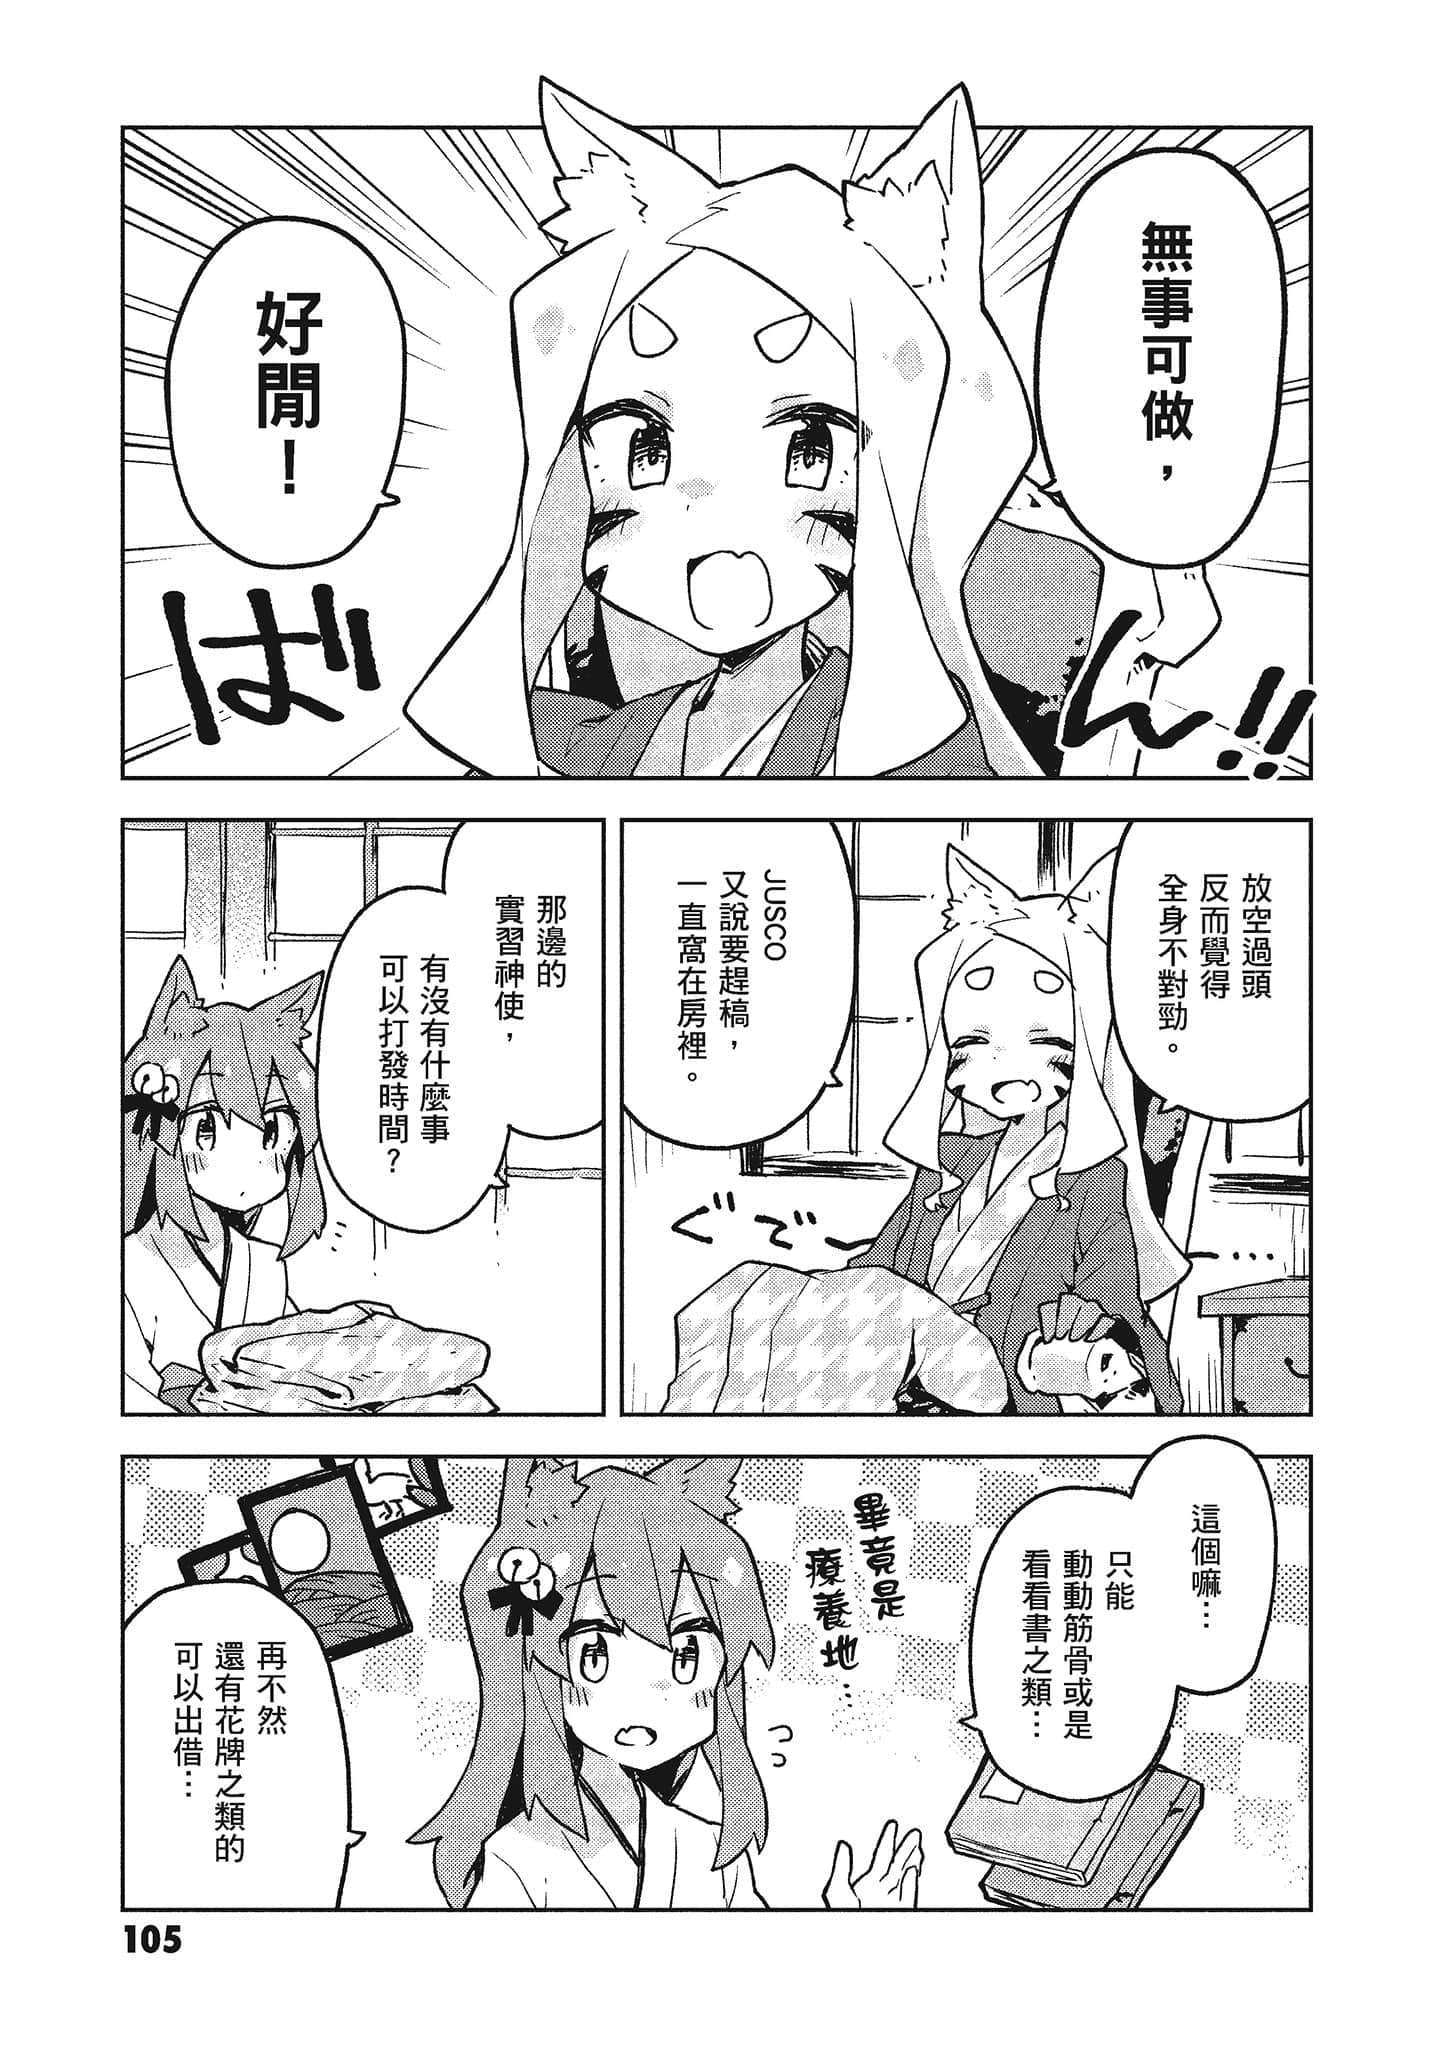 無事可做，
好閒！
ばん!!
放空過頭
反而覺得
全身不對勁。
JUSCO
又說要趕稿，
一直窩在房裡。
ぐでー……
那邊的
實習神使，
有沒有什麼事
可以打發時間？
這個嘛…
只能
動動筋骨或是
看看書之類…
畢竟是
療養地…
再不然
還有花牌之類的
可以出借…
105